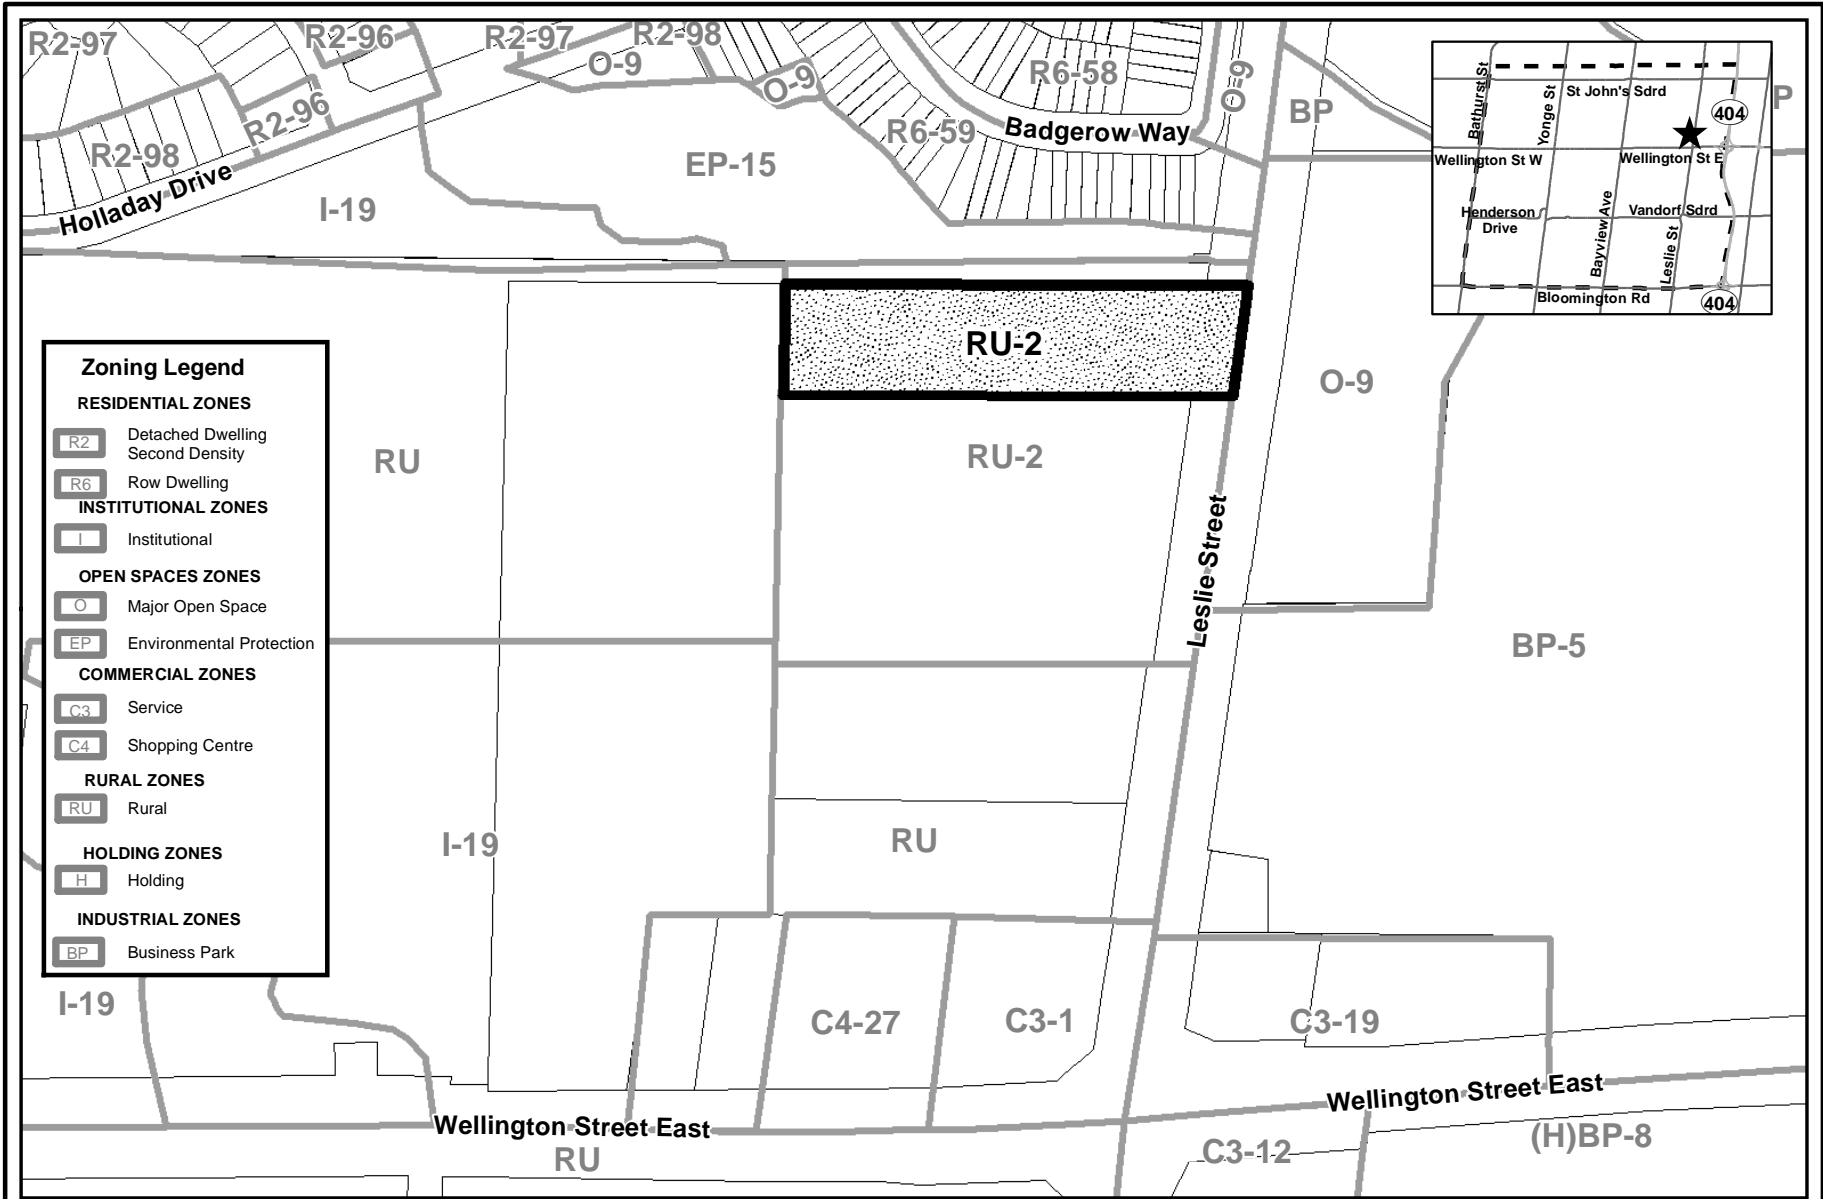 R2-97
R2-96
R2-97
R2-98
O-9
O-9
R6-58
O-9
BP
P
R2-96
R2-98
R6-59
Badgerow Way
EP-15
Holladay Drive
I-19
Bathurst St
Yonge St
St John's Sdrd
404
Wellington St W
Wellington St E
Henderson
Drive
Bayview Ave
Vandorf Sdrd
Leslie St
Bloomington Rd
404
RU-2
O-9
RU
RU-2
Leslie Street
BP-5
Zoning Legend
RESIDENTIAL ZONES
R2
Detached Dwelling
Second Density
R6
Row Dwelling
INSTITUTIONAL ZONES
I
Institutional
OPEN SPACES ZONES
O
Major Open Space
EP
Environmental Protection
COMMERCIAL ZONES
C3
Service
C4
Shopping Centre
RURAL ZONES
RU
Rural
HOLDING ZONES
H
Holding
INDUSTRIAL ZONES
BP
Business Park
I-19
RU
I-19
C4-27
C3-1
C3-19
Wellington Street East
Wellington Street East
RU
C3-12
(H)BP-8